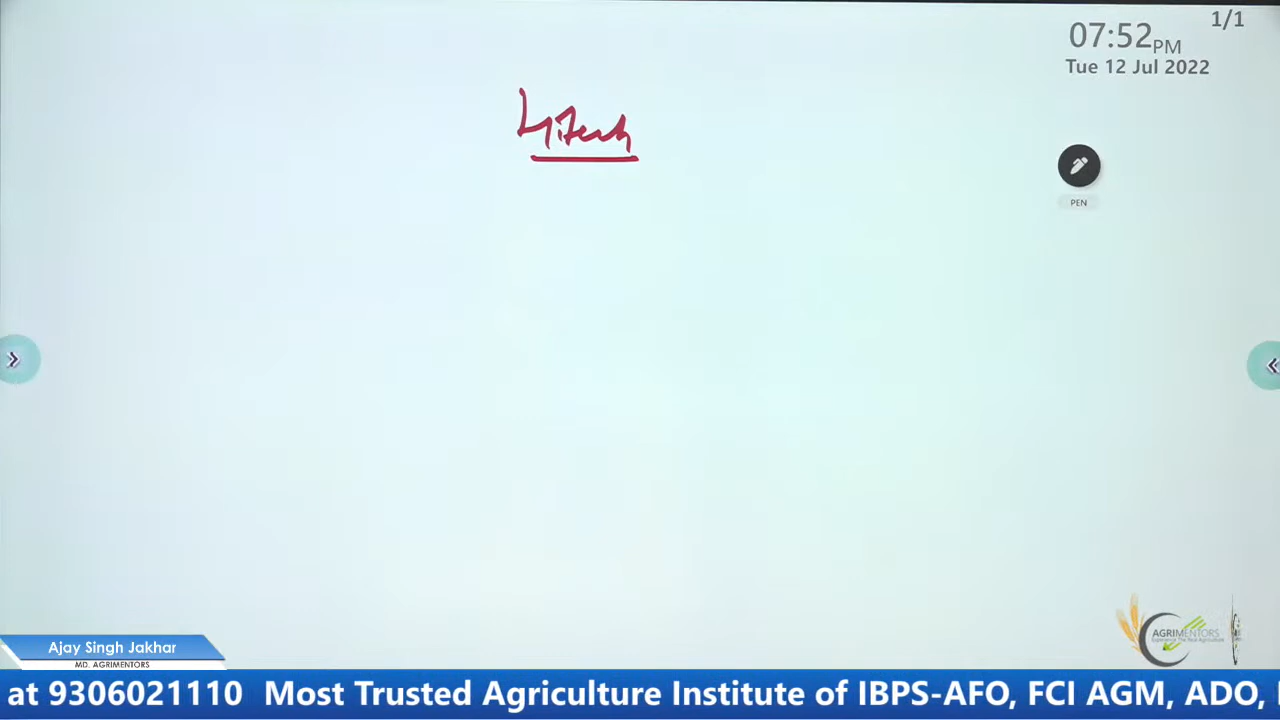 1/1
07:52PM
Tue 12 Jul 2022
PEN
AGRIMENTORS
Ajay Singh Jakhar
MD. AGRIMENTORS
at 9306021110 Most Trusted Agriculture Institute of IBPS-AFO, FCI AGM, ADO,